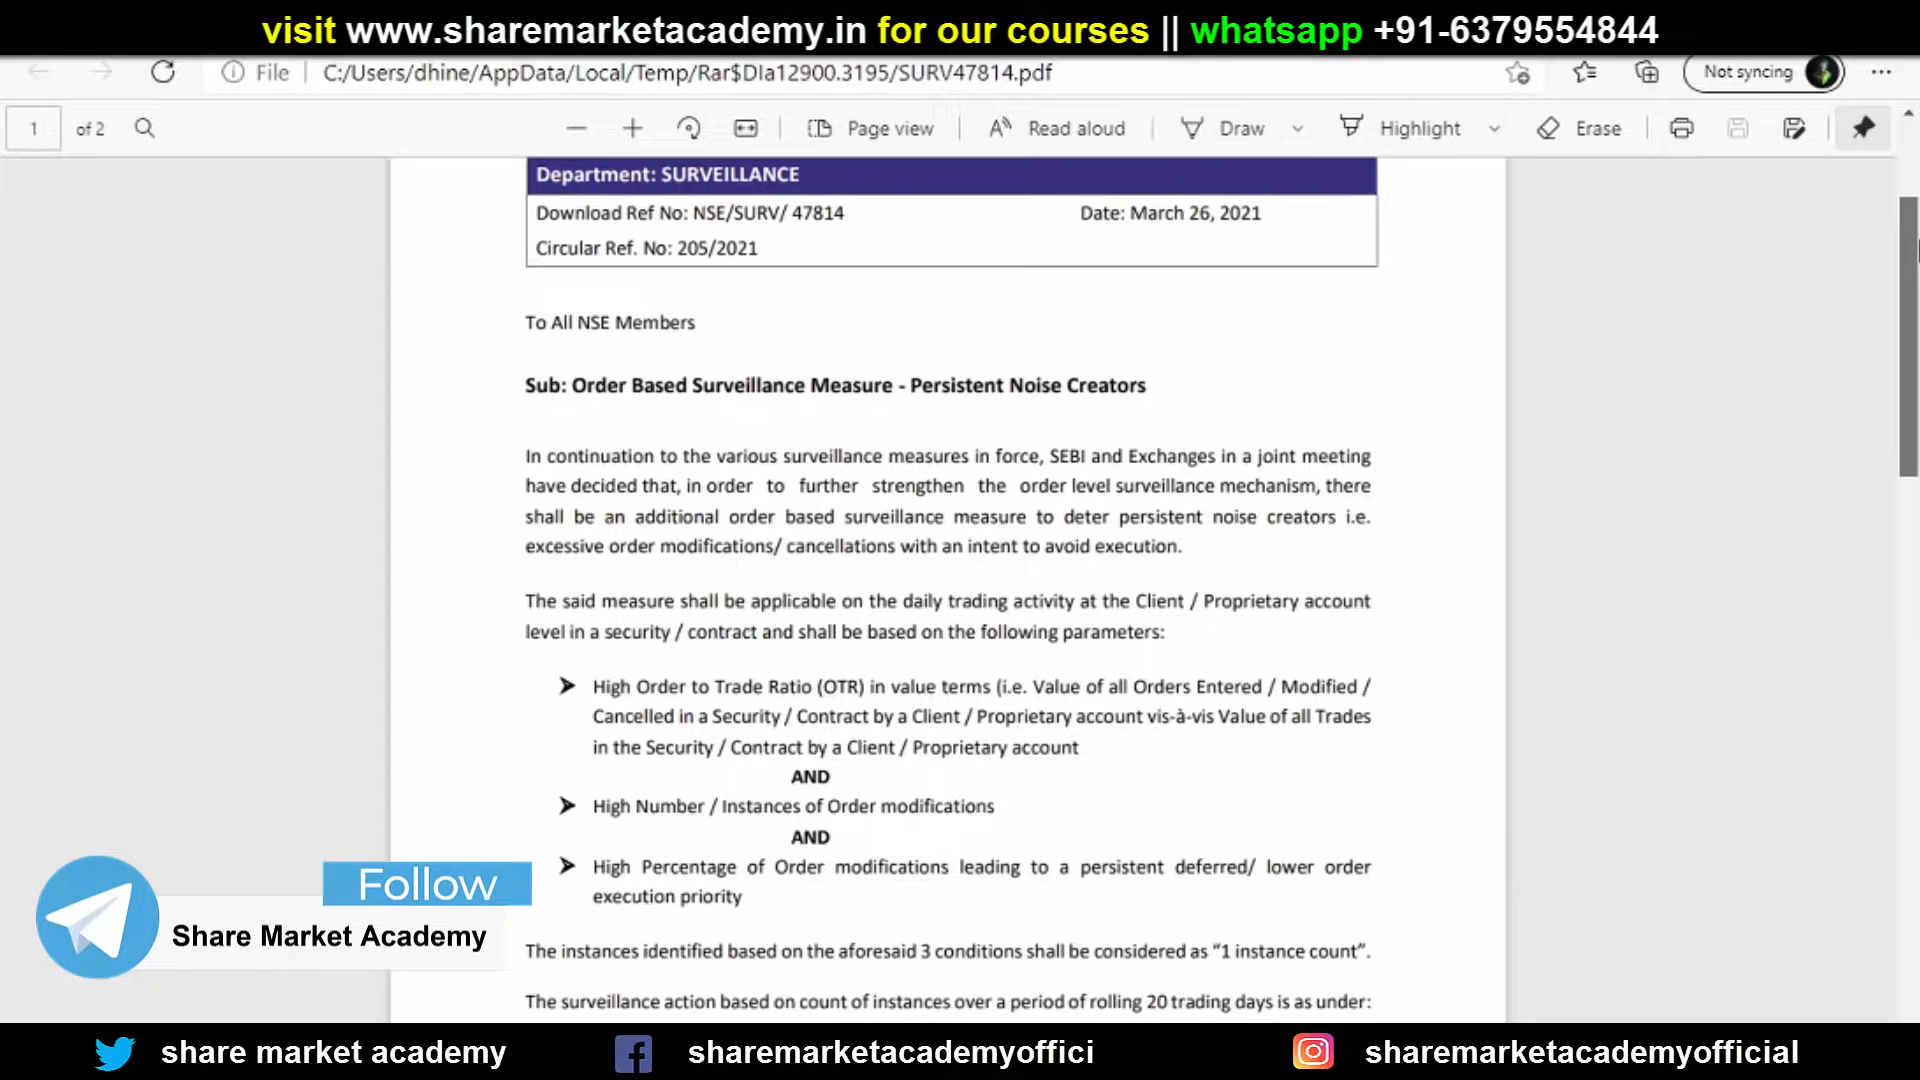 visit www.sharemarketacademy.in for our courses || whatsapp +91-6379554844
File C:/Users/dhine/AppData/Local/Temp/Rar$DIa12900.3195/SURV47814.pdf Not syncing
1 of 2 Page view Read aloud Draw Highlight Erase
Department: SURVEILLANCE
Download Ref No: NSE/SURV/ 47814 Date: March 26, 2021
Circular Ref. No: 205/2021
To All NSE Members
Sub: Order Based Surveillance Measure - Persistent Noise Creators
In continuation to the various surveillance measures in force, SEBI and Exchanges in a joint meeting
have decided that, in order to further strengthen the order level surveillance mechanism, there
shall be an additional order based surveillance measure to deter persistent noise creators i.e.
excessive order modifications/ cancellations with an intent to avoid execution.
The said measure shall be applicable on the daily trading activity at the Client / Proprietary account
level in a security / contract and shall be based on the following parameters:
➤ High Order to Trade Ratio (OTR) in value terms (i.e. Value of all Orders Entered / Modified /
Cancelled in a Security / Contract by a Client / Proprietary account vis-à-vis Value of all Trades
in the Security / Contract by a Client / Proprietary account
AND
➤ High Number / Instances of Order modifications
AND
➤ High Percentage of Order modifications leading to a persistent deferred/ lower order
execution priority
The instances identified based on the aforesaid 3 conditions shall be considered as “1 instance count”.
The surveillance action based on count of instances over a period of rolling 20 trading days is as under:
Follow
Share Market Academy
share market academy sharemarketacademyoffici sharemarketacademyofficial